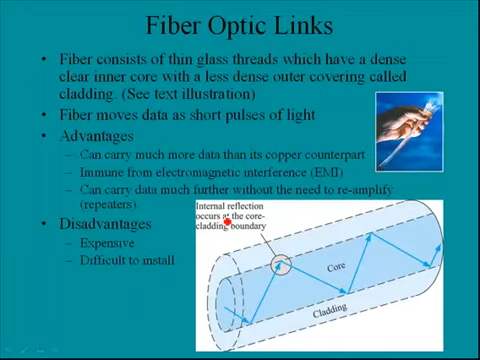 Fiber Optic Links
• Fiber consists of thin glass threads which have a dense
clear inner core with a less dense outer covering called
cladding. (See text illustration)
• Fiber moves data as short pulses of light
• Advantages
– Can carry much more data than its copper counterpart
– Immune from electromagnetic interference (EMI)
– Can carry data much further without the need to re-amplify
(repeaters).
• Disadvantages
– Expensive
– Difficult to install
Internal reflection
occurs at the core-
cladding boundary
Core
Cladding